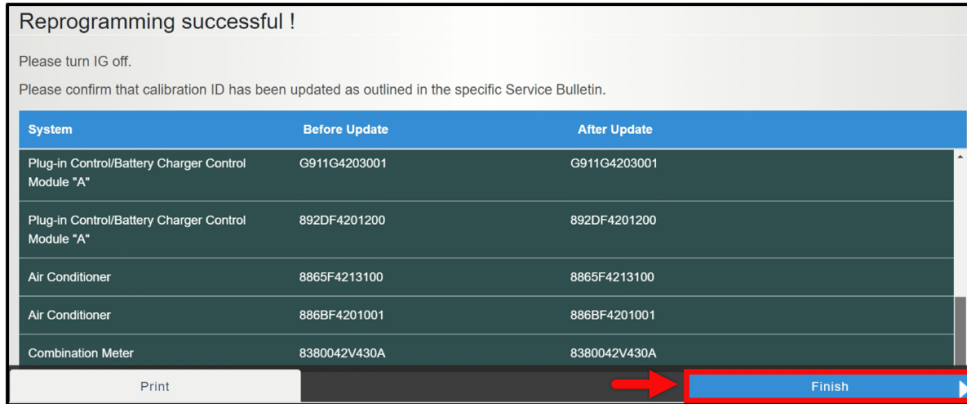 Reprogramming successful !
Please turn IG off.
Please confirm that calibration ID has been updated as outlined in the specific Service Bulletin.
System Before Update After Update
Plug-in Control/Battery Charger Control G911G4203001 G911G4203001
Module "A"
Plug-in Control/Battery Charger Control 892DF4201200 892DF4201200
Module "A"
Air Conditioner 8865F4213100 8865F4213100
Air Conditioner 886BF4201001 886BF4201001
Combination Meter 8380042V430A 8380042V430A
Print Finish